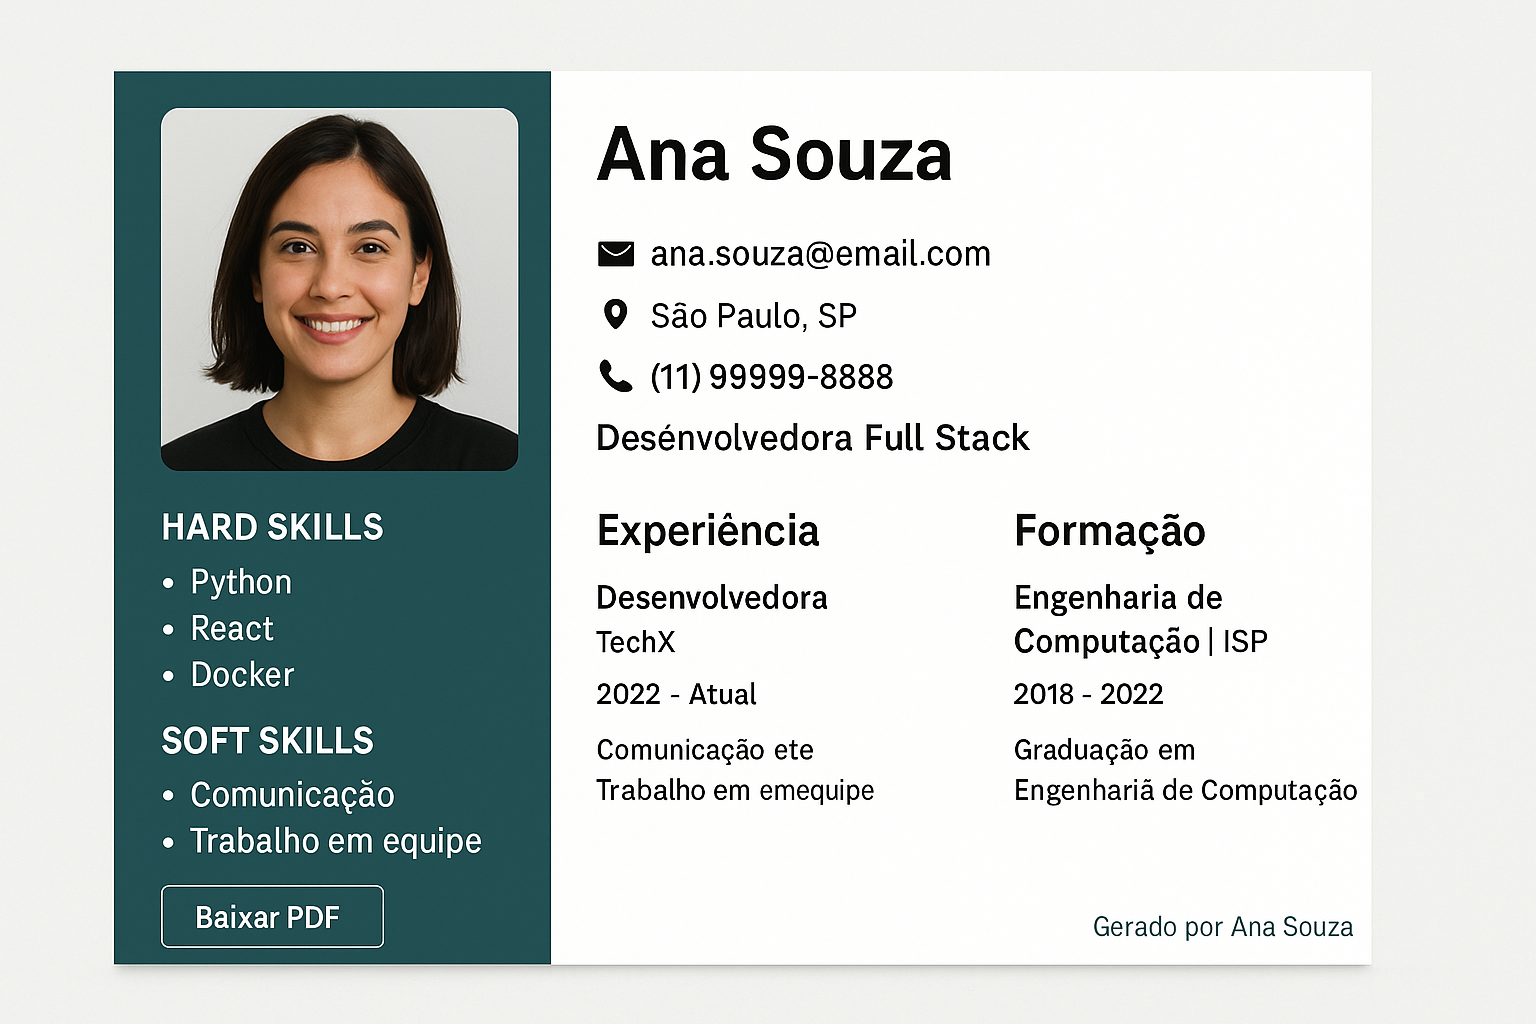 Ana Souza
ana.souza@email.com
São Paulo, SP
(11) 99999-8888
Desénvolvedora Full Stack
HARD SKILLS
• Python
• React
• Docker
SOFT SKILLS
• Comunicaçăo
• Trabalho em equipe
Baixar PDF
Experiência
Desenvolvedora
TechX
2022 - Atual
Comunicação ete
Trabalho em emequipe
Formação
Engenharia de
Computação | ISP
2018 - 2022
Graduação em
Engenhariã de Computação
Gerado por Ana Souza